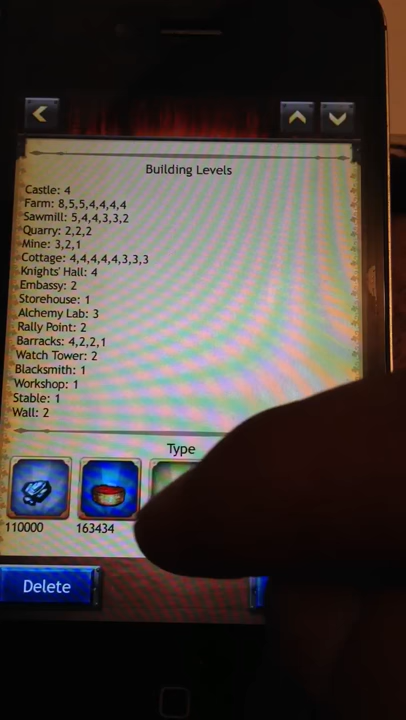 Building Levels
Castle: 4
Farm: 8,5,5,4,4,4,4
Sawmill: 5,4,4,3,3,2
Quarry: 2,2,2
Mine: 3,2,1
Cottage: 4,4,4,4,4,3,3,3
Knights' Hall: 4
Embassy: 2
Storehouse: 1
Alchemy Lab: 3
Rally Point: 2
Barracks: 4,2,2,1
Watch Tower: 2
Blacksmith: 1
Workshop: 1
Stable: 1
Wall: 2
Type
110000 163434
Delete